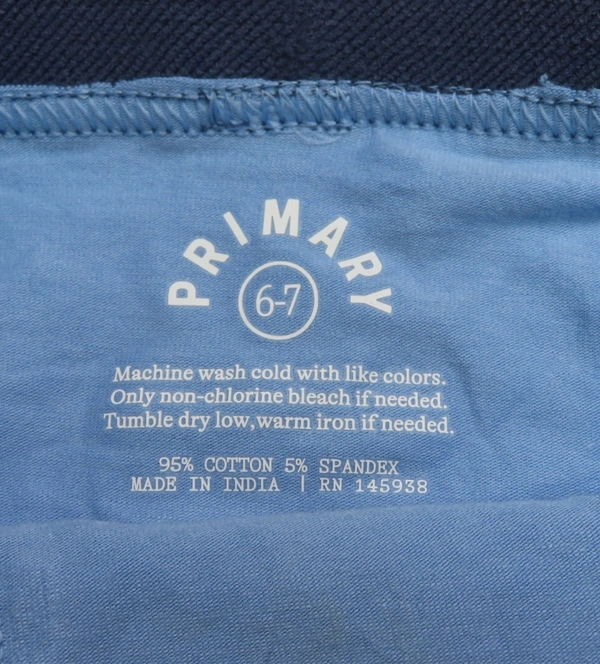 PRIMARY
6-7
Machine wash cold with like colors.
Only non-chlorine bleach if needed.
Tumble dry low,warm iron if needed.
95% COTTON 5% SPANDEX
MADE IN INDIA | RN 145938